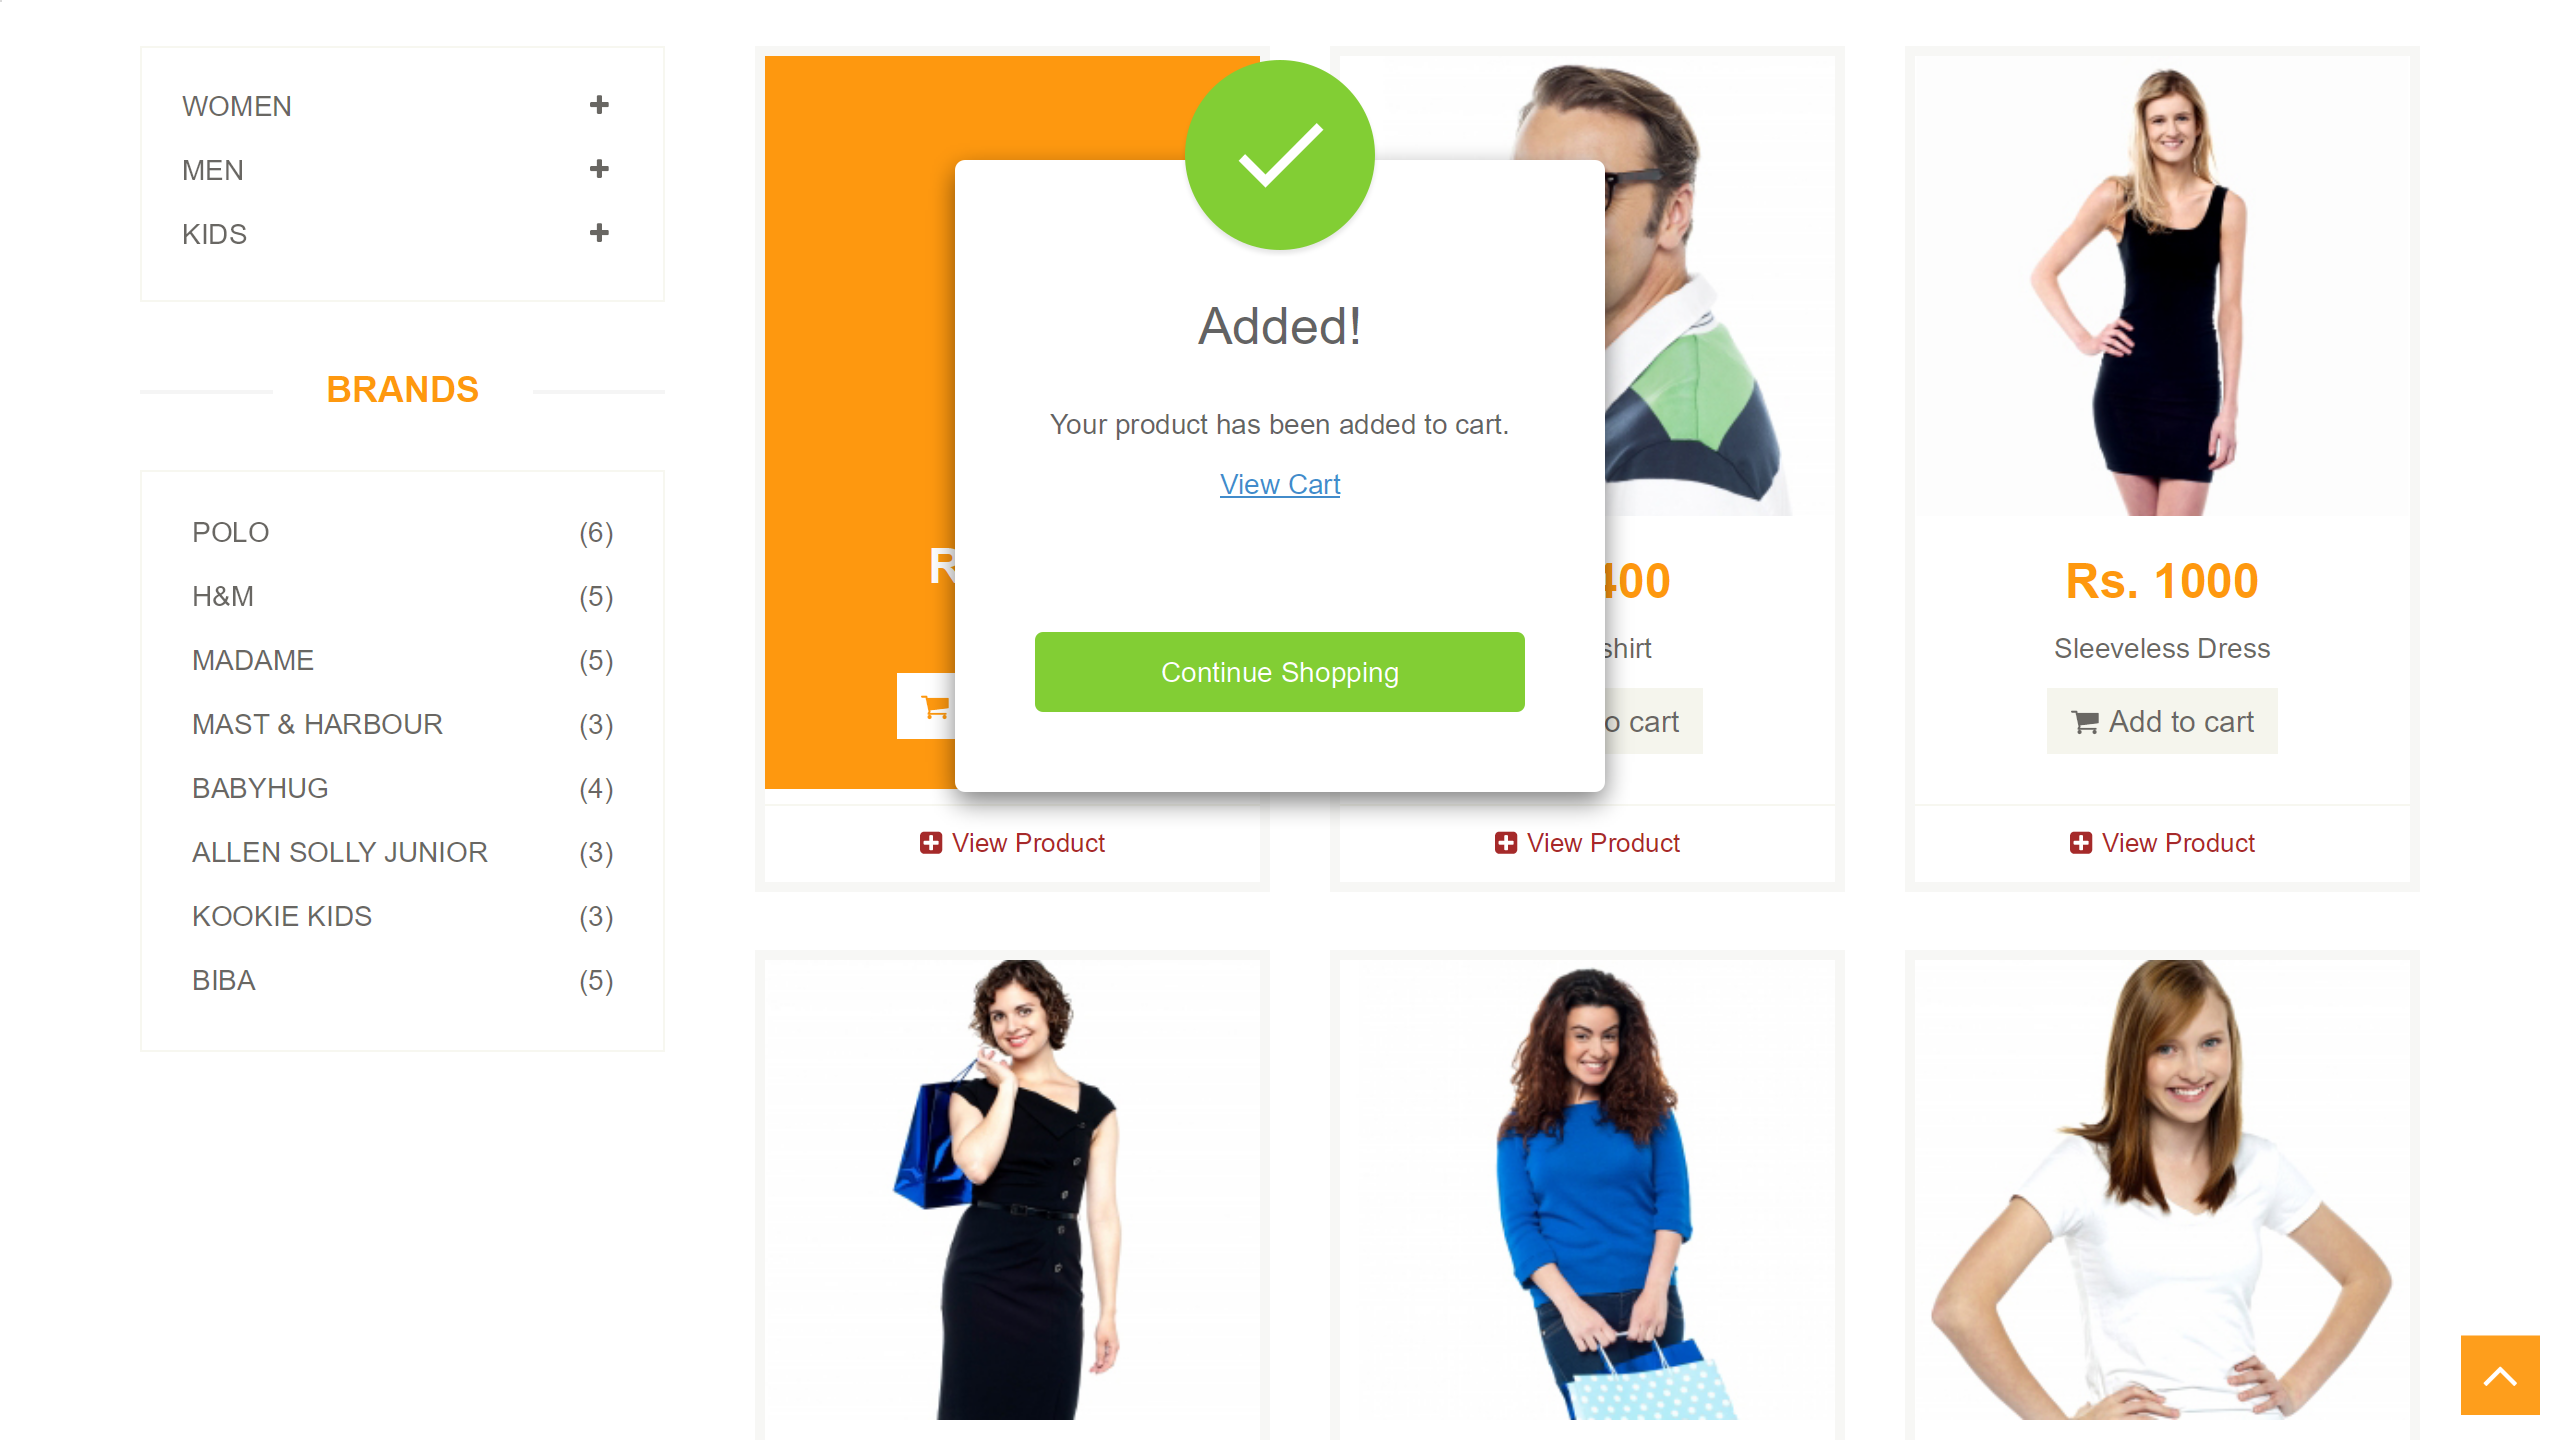 WOMEN
MEN
KIDS
BRANDS
POLO (6)
H&M (5)
MADAME (5)
MAST & HARBOUR (3)
BABYHUG (4)
ALLEN SOLLY JUNIOR (3)
KOOKIE KIDS (3)
BIBA (5)
Added!
Your product has been added to cart.
View Cart
Continue Shopping
View Product
cart
View Product
Rs. 1000
Sleeveless Dress
Add to cart
View Product